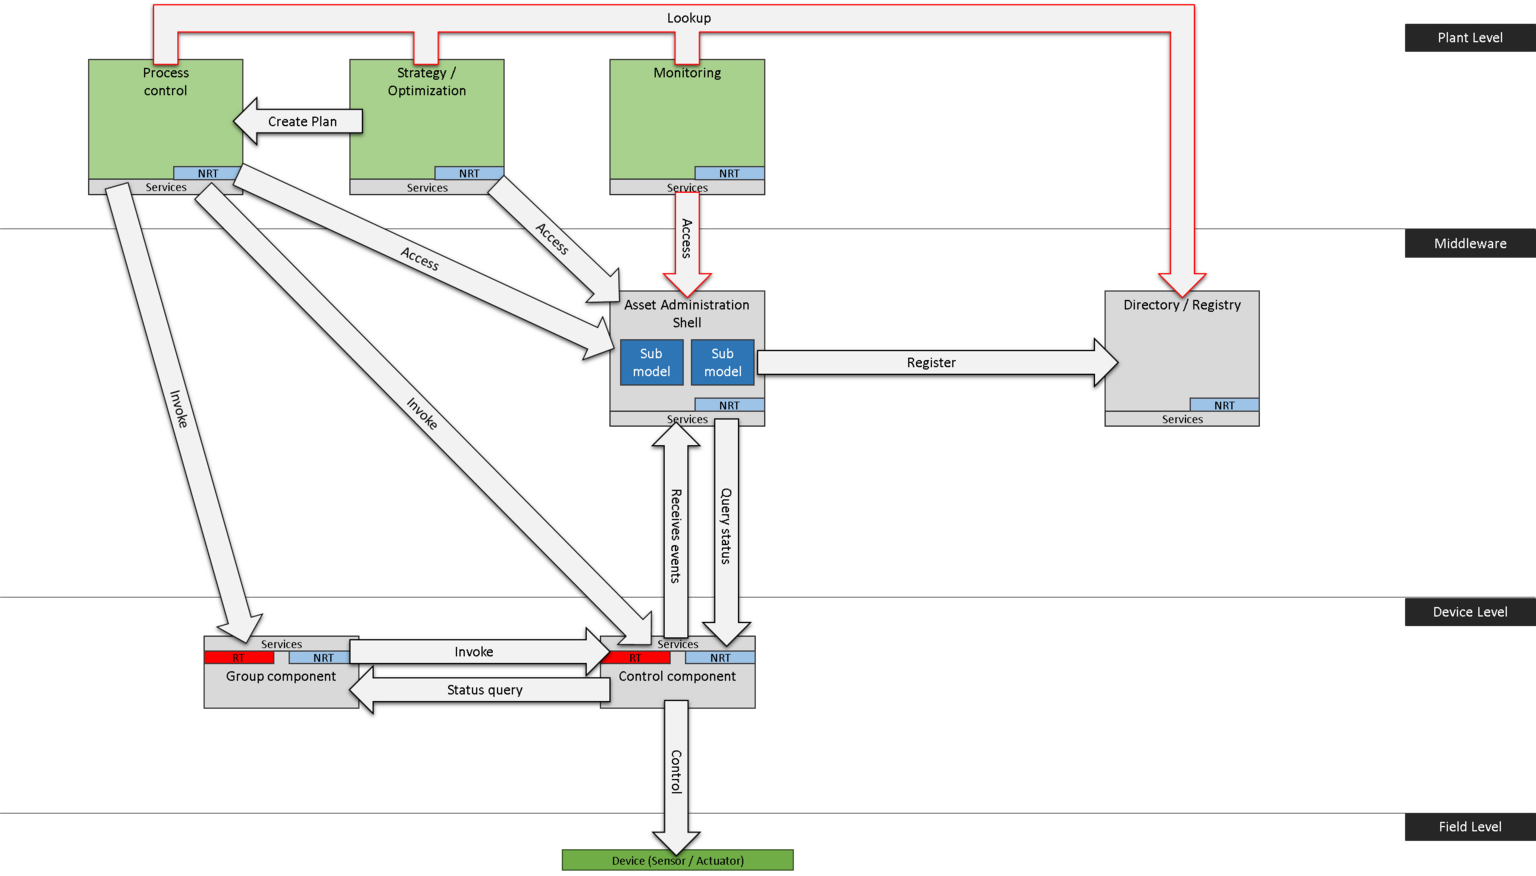 Lookup
Plant Level
Process
control
Strategy /
Optimization
Monitoring
Create Plan
NRT
Services
NRT
Services
NRT
Services
Middleware
Access
Access
Access
Asset Administration
Shell
Sub
model
Sub
model
NRT
Services
Register
Directory / Registry
NRT
Services
Invoke
Invoke
Receives events
Query status
Device Level
Services
RT
NRT
Group component
Invoke
Status query
Services
RT
NRT
Control component
Control
Field Level
Device (Sensor / Actuator)